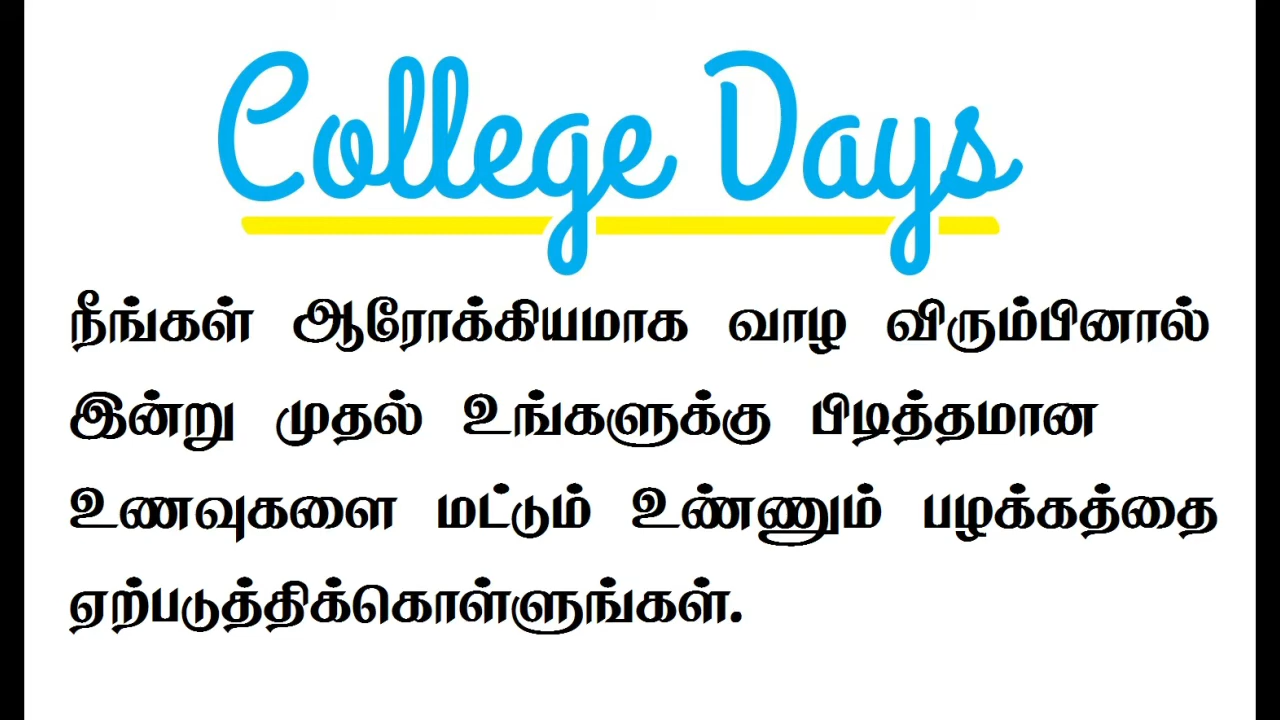 College Days
நீங்கள் ஆரோக்கியமாக வாழ விரும்பினால்
இன்று முதல் உங்களுக்கு பிடித்தமான
உணவுகளை மட்டும் உண்ணும் பழக்கத்தை
ஏற்படுத்திக்கொள்ளுங்கள்.